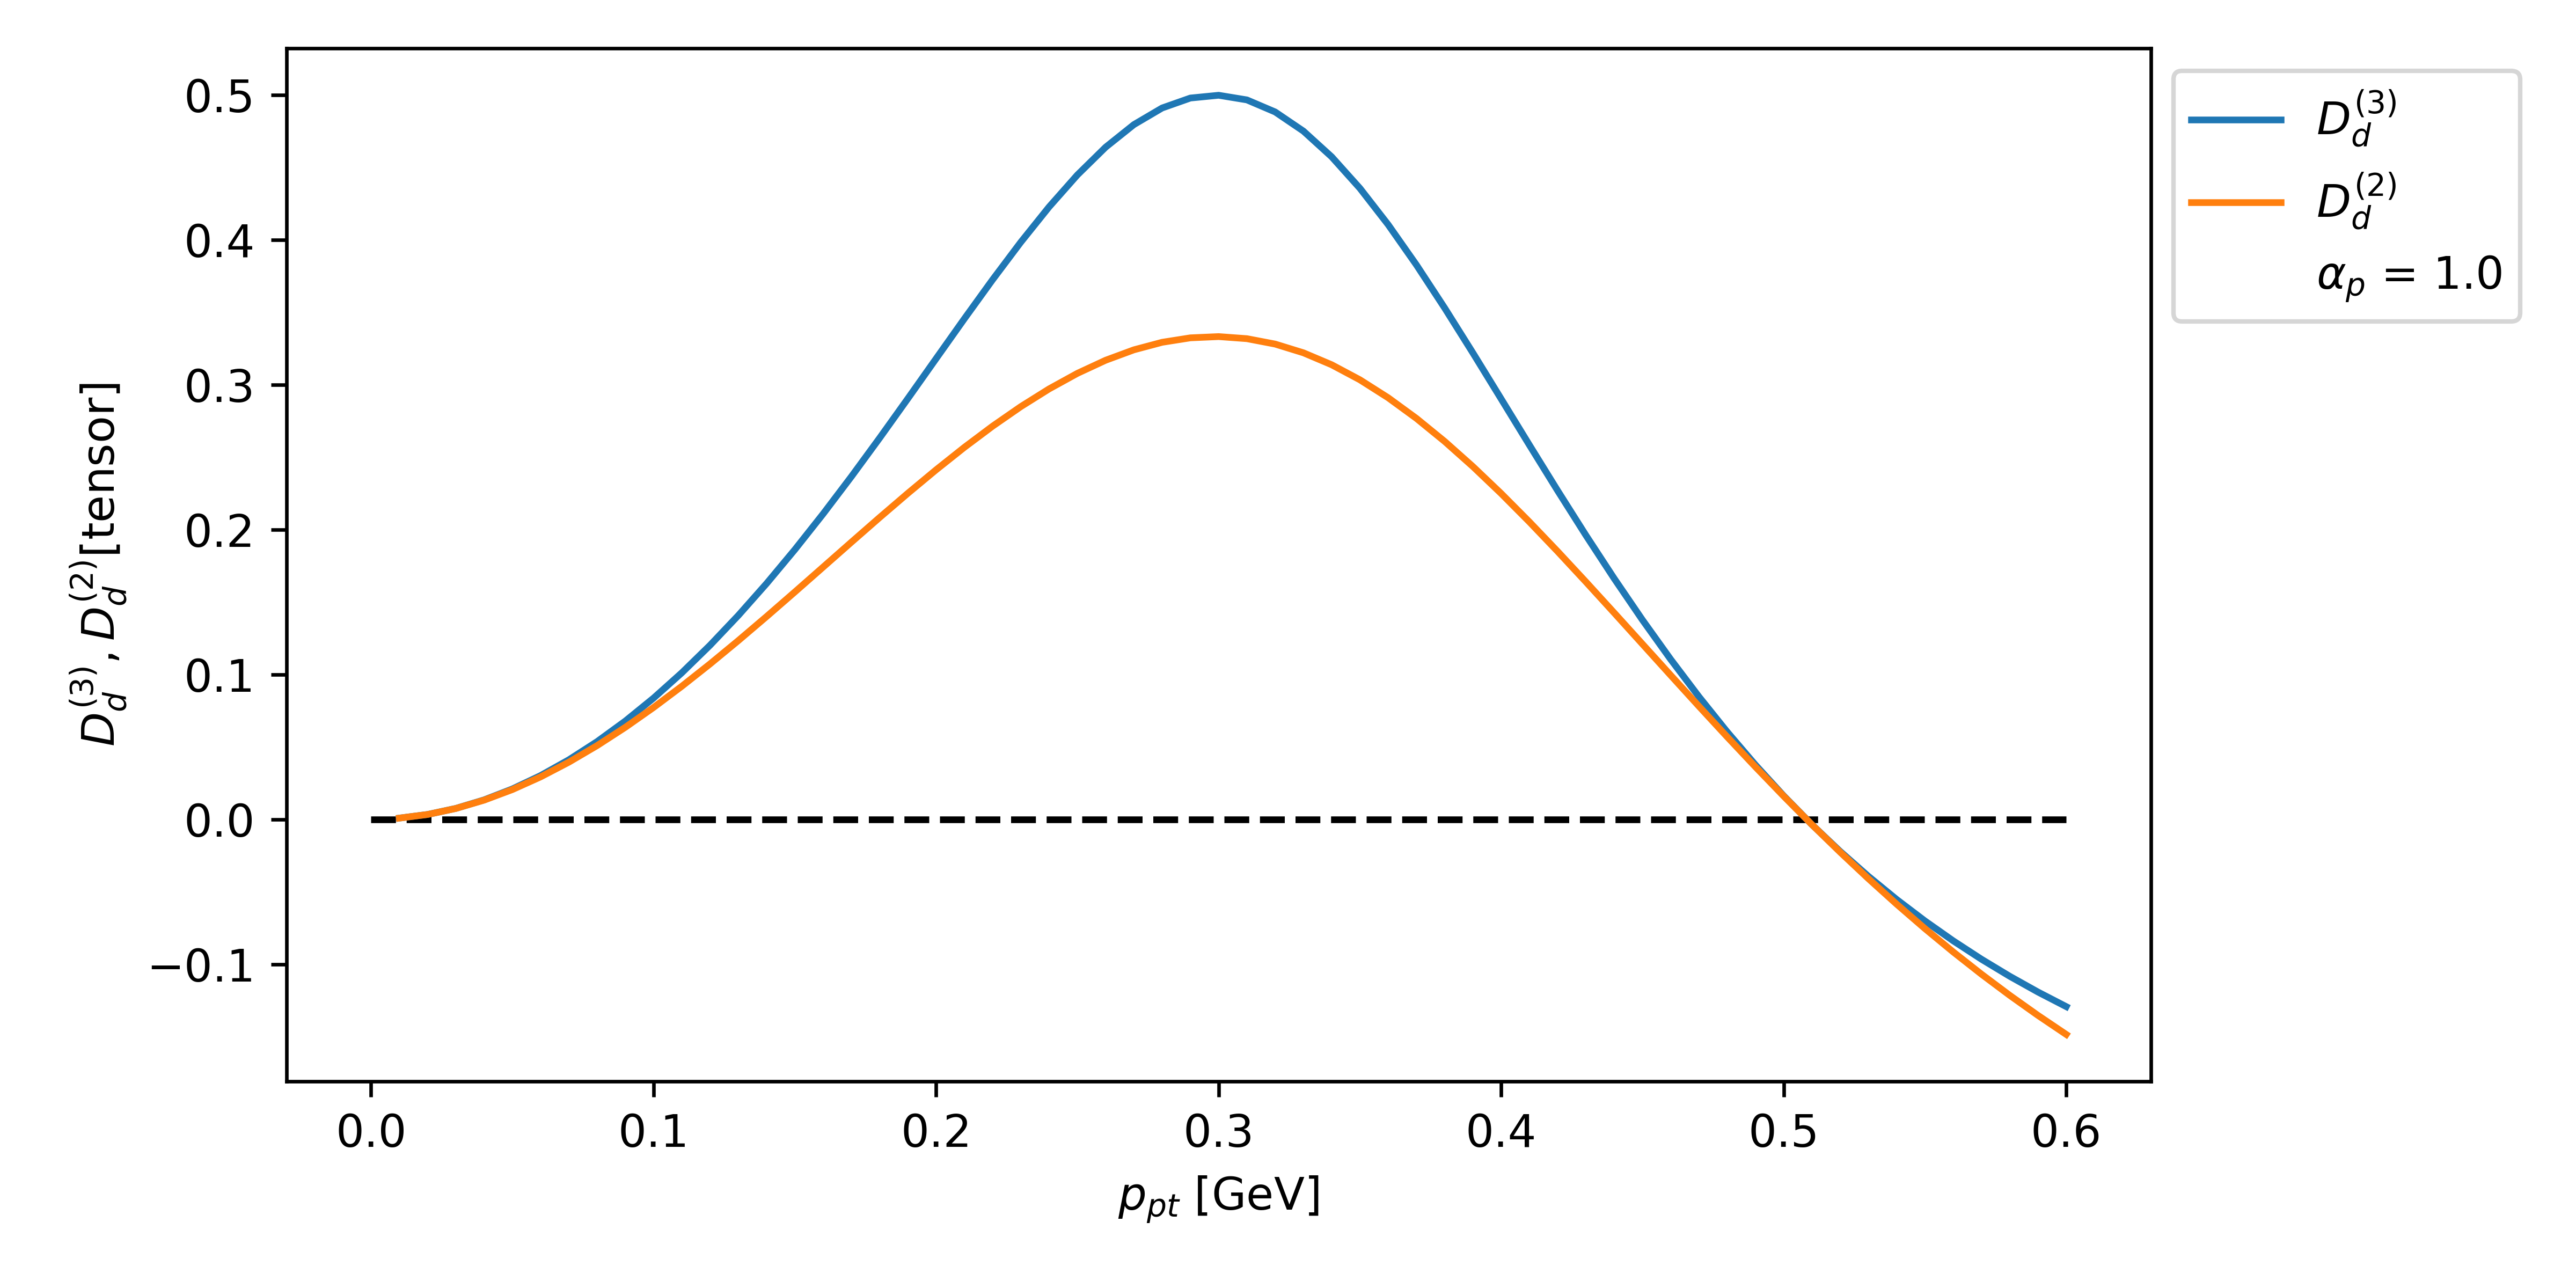 0.5
0.4
0.3
0.2
0.1
0.0
−0.1
D_d^(3), D_d^(2)[tensor]
0.0 0.1 0.2 0.3 0.4 0.5 0.6
p_pt [GeV]
D_d^(3)
D_d^(2)
α_p = 1.0